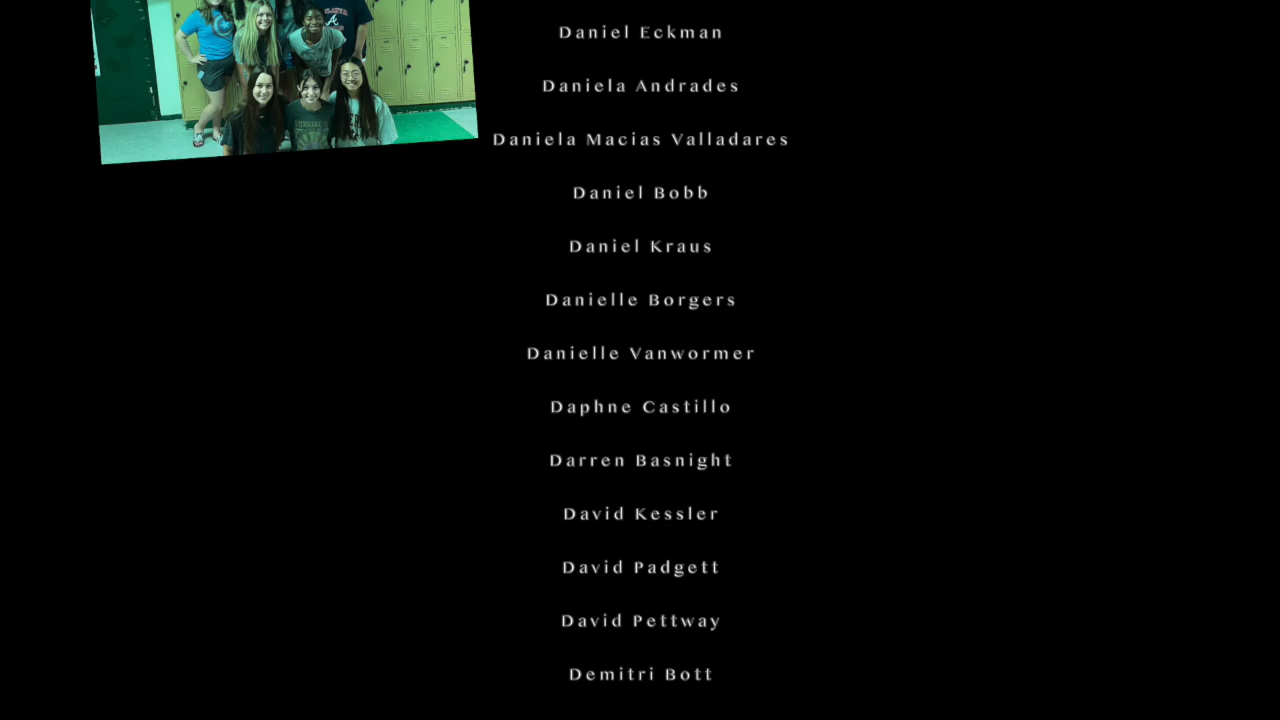 Daniel Eckman
Daniela Andrades
Daniela Macias Valladares
Daniel Bobb
Daniel Kraus
Danielle Borgers
Danielle Vanwormer
Daphne Castillo
Darren Basnight
David Kessler
David Padgett
David Pettway
Demitri Bott